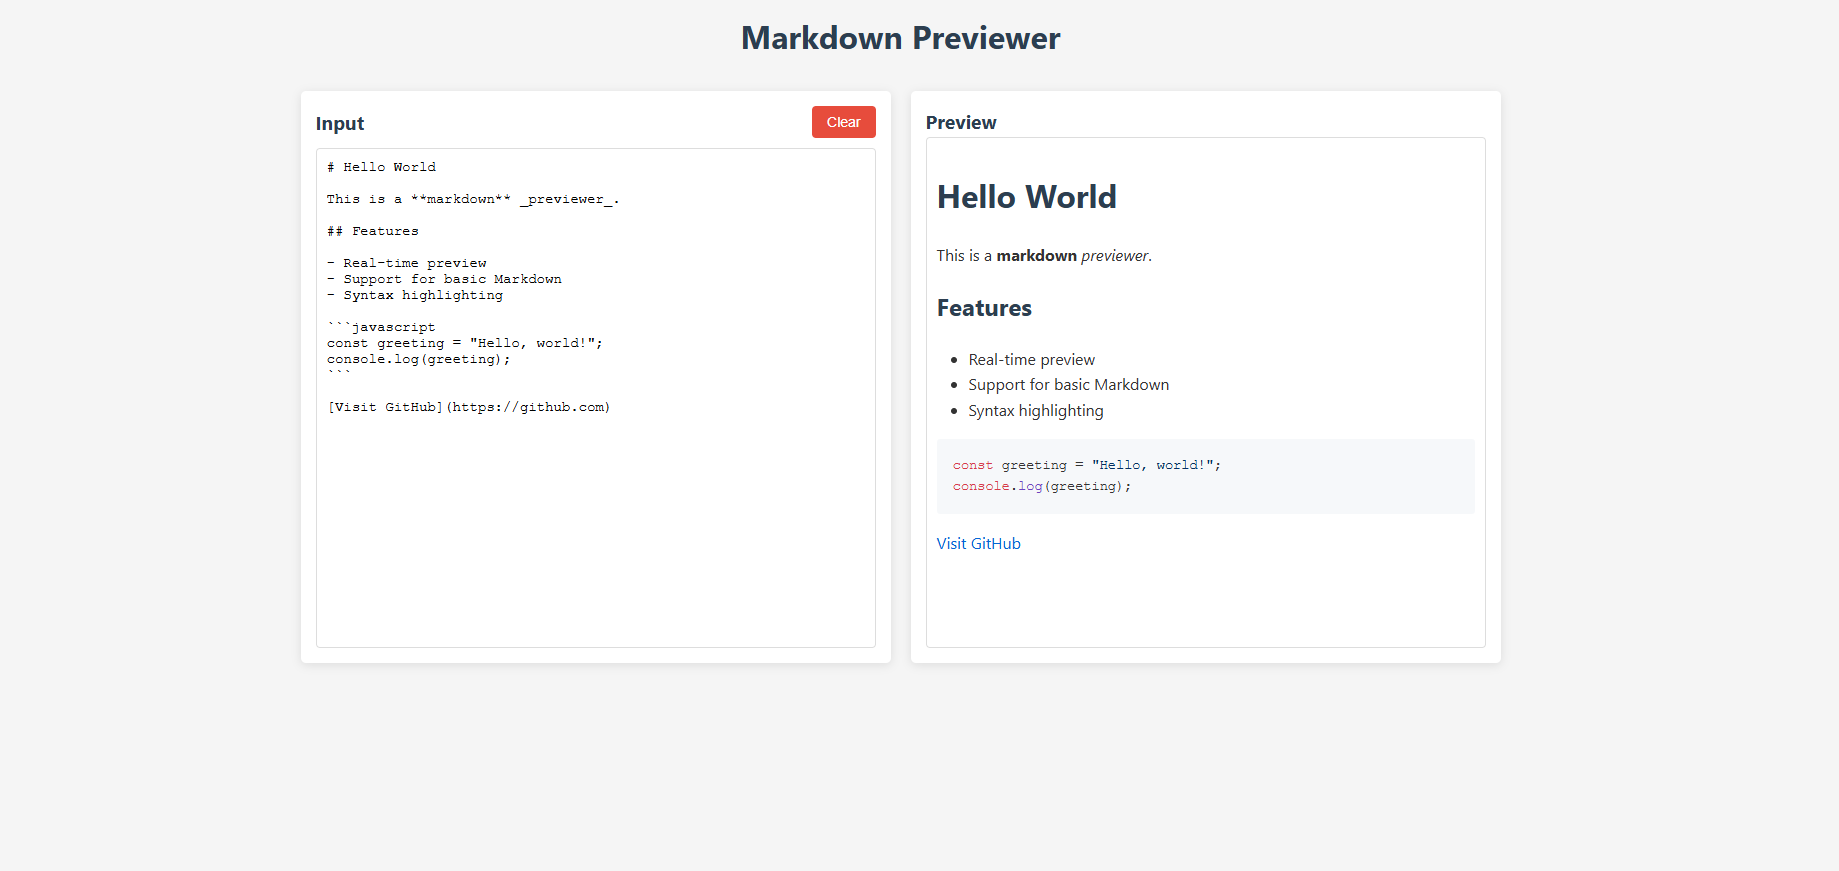 Markdown Previewer
Input
Clear
# Hello World
This is a **markdown** _previewer_.
## Features
- Real-time preview
- Support for basic Markdown
- Syntax highlighting
```javascript
const greeting = "Hello, world!";
console.log(greeting);
```
[Visit GitHub](https://github.com)
Preview
Hello World
This is a markdown previewer.
Features
• Real-time preview
• Support for basic Markdown
• Syntax highlighting
const greeting = "Hello, world!";
console.log(greeting);
Visit GitHub